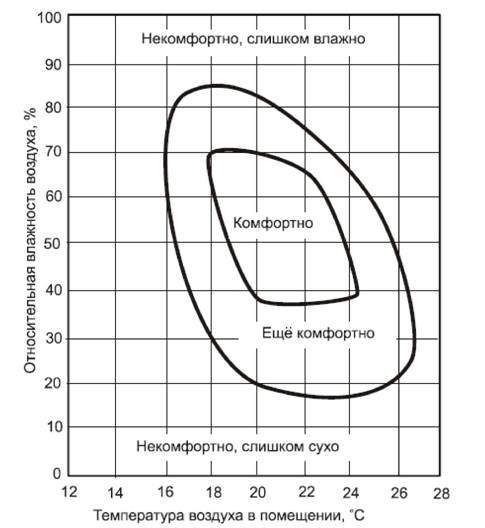 100
Некомфортно, слишком влажно
90
80
70
60
Комфортно
50
40
Ещё комфортно
30
20
10
Некомфортно, слишком сухо
0
12 14 16 18 20 22 24 26 28
Температура воздуха в помещении, °C
Относительная влажность воздуха, %